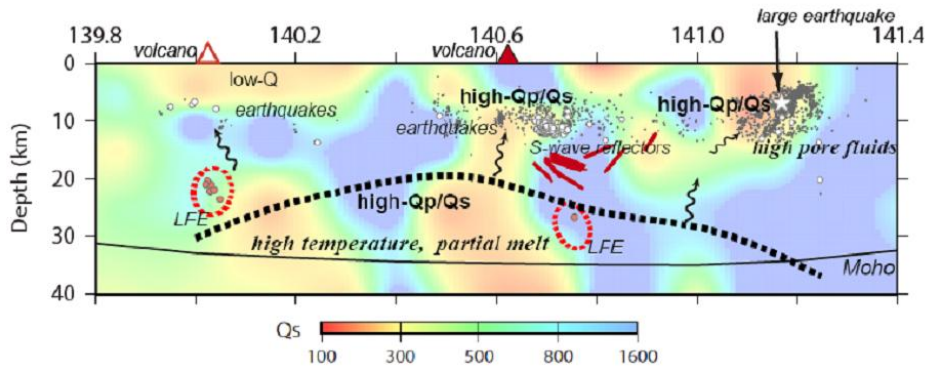 large earthquake
139.8 volcano 140.2 volcano 140.6 141.0 141.4
0
low-Q
high-Qp/Qs
high-Qp/Qs
earthquakes
10
earthquakes
S-wave reflectors
high pore fluids
Depth (km)
20
high-Qp/Qs
LFE
30
high temperature, partial melt
LFE
Moho
40
Qs
100 300 500 800 1600